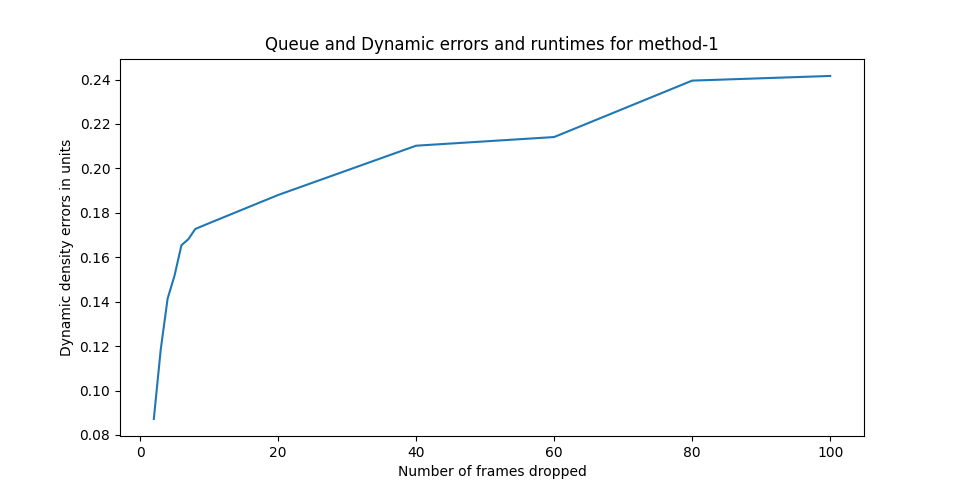 Queue and Dynamic errors and runtimes for method-1
Dynamic density errors in units
0.24
0.22
0.20
0.18
0.16
0.14
0.12
0.10
0.08
0 20 40 60 80 100
Number of frames dropped